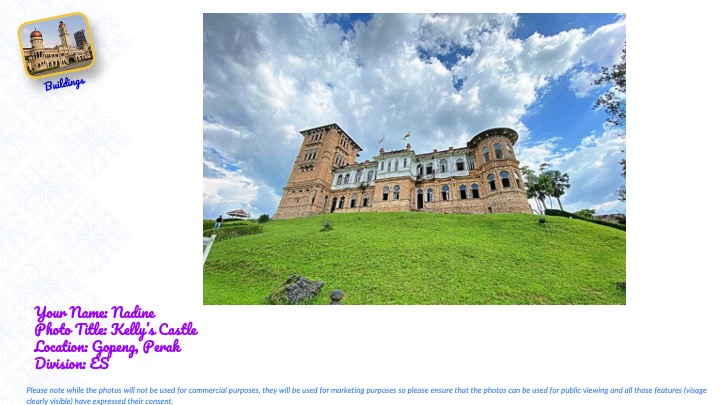 Buildings
Your Name: Nadine
Photo Title: Kelly's Castle
Location: Gopeng, Perak
Division: ES
Please note while the photos will not be used for commercial purposes, they will be used for marketing purposes so please ensure that the photos can be used for public viewing and all those features (visage
clearly visible) have expressed their consent.